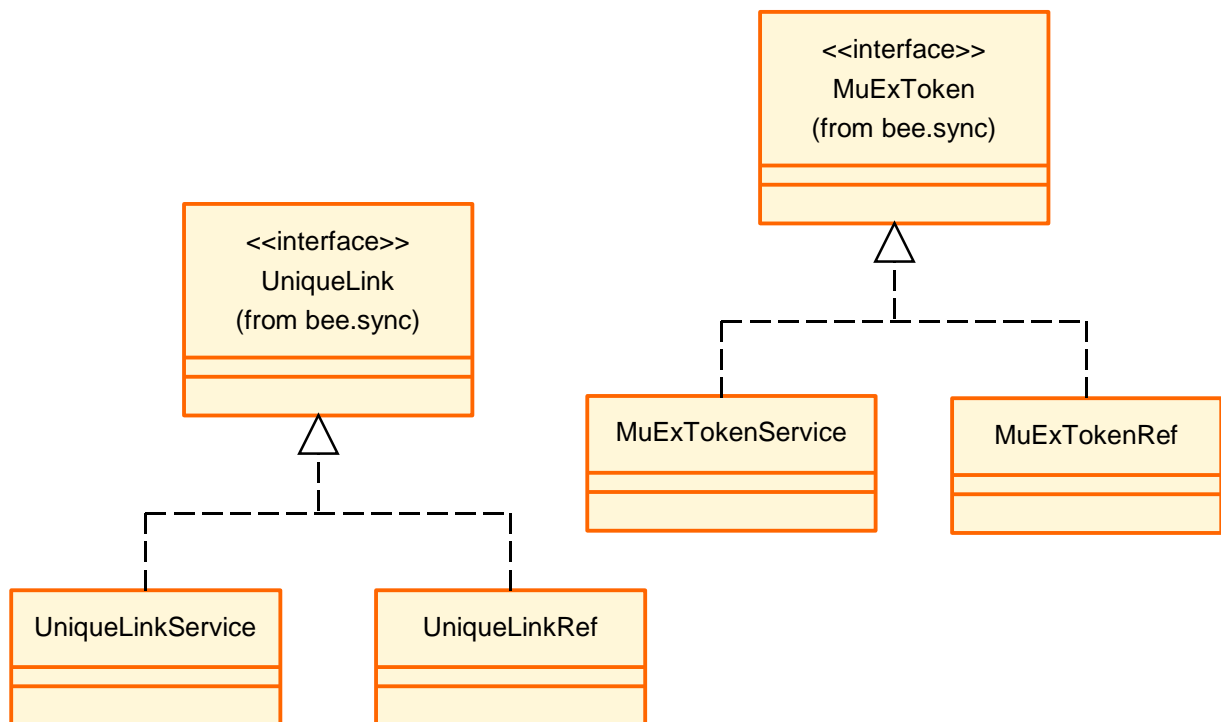 <<interface>>
MuExToken
(from bee.sync)
<<interface>>
UniqueLink
(from bee.sync)
MuExTokenService
MuExTokenRef
UniqueLinkService
UniqueLinkRef